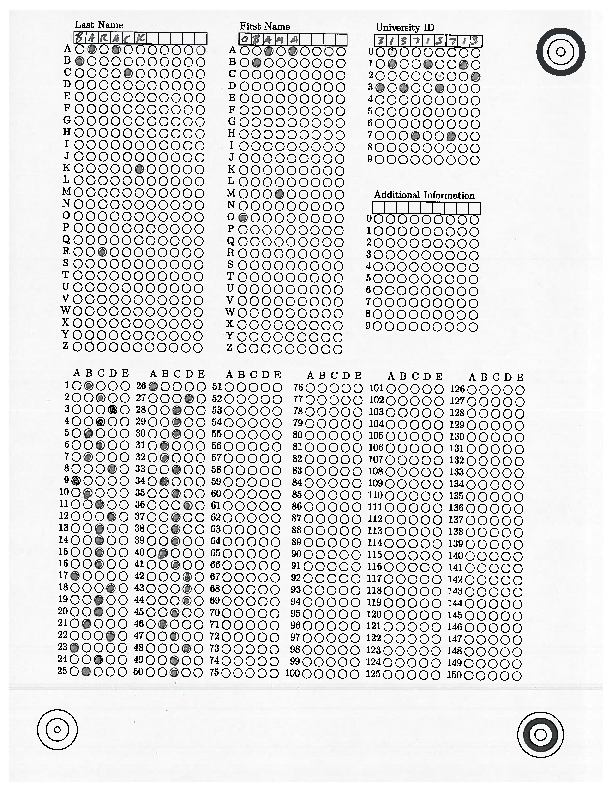 Last Name
First Name
University ID
B A R A C K
O B A M A
A
B
C
D
E
F
G
H
I
J
K
L
M
N
O
P
Q
R
S
T
U
V
W
X
Y
Z
A
B
C
D
E
F
G
H
I
J
K
L
M
N
O
P
Q
R
S
T
U
V
W
X
Y
Z
0
1
2
3
4
5
6
7
8
9
Additional Information
0
1
2
3
4
5
6
7
8
9
A B C D E A B C D E A B C D E A B C D E A B C D E A B C D E
1 26 51 76 101 126
2 27 52 77 102 127
3 28 53 78 103 128
4 29 54 79 104 129
5 30 55 80 105 130
6 31 56 81 106 131
7 32 57 82 107 132
8 33 58 83 108 133
9 34 59 84 109 134
10 35 60 85 110 135
11 36 61 86 111 136
12 37 62 87 112 137
13 38 63 88 113 138
14 39 64 89 114 139
15 40 65 90 115 140
16 41 66 91 116 141
17 42 67 92 117 142
18 43 68 93 118 143
19 44 69 94 119 144
20 45 70 95 120 145
21 46 71 96 121 146
22 47 72 97 122 147
23 48 73 98 123 148
24 49 74 99 124 149
25 50 75 100 125 150